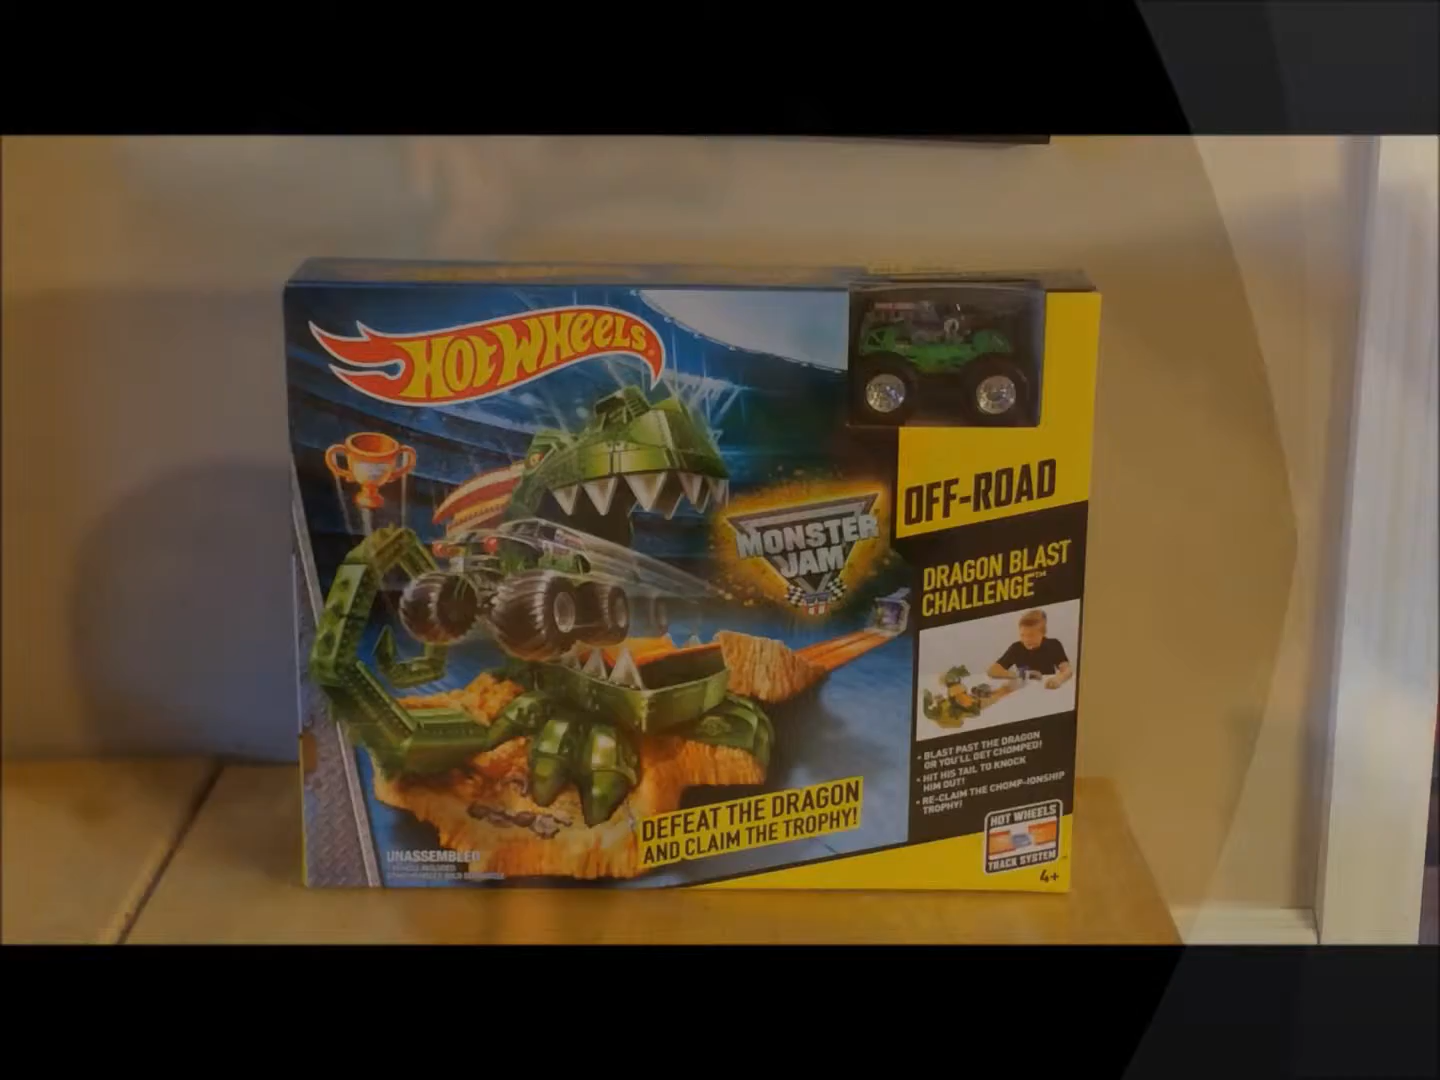 HOT WHEELS
OFF-ROAD
MONSTER
JAM
DRAGON BLAST
CHALLENGE™
• BLAST PAST THE DRAGON
OR YOU'LL GET CHOMPED!
• HIT HIS TAIL TO KNOCK
HIM OUT!
• RE-CLAIM THE CHOMP-IONSHIP
TROPHY!
DEFEAT THE DRAGON
AND CLAIM THE TROPHY!
HOT WHEELS
TRACK SYSTEM
4+
UNASSEMBLED